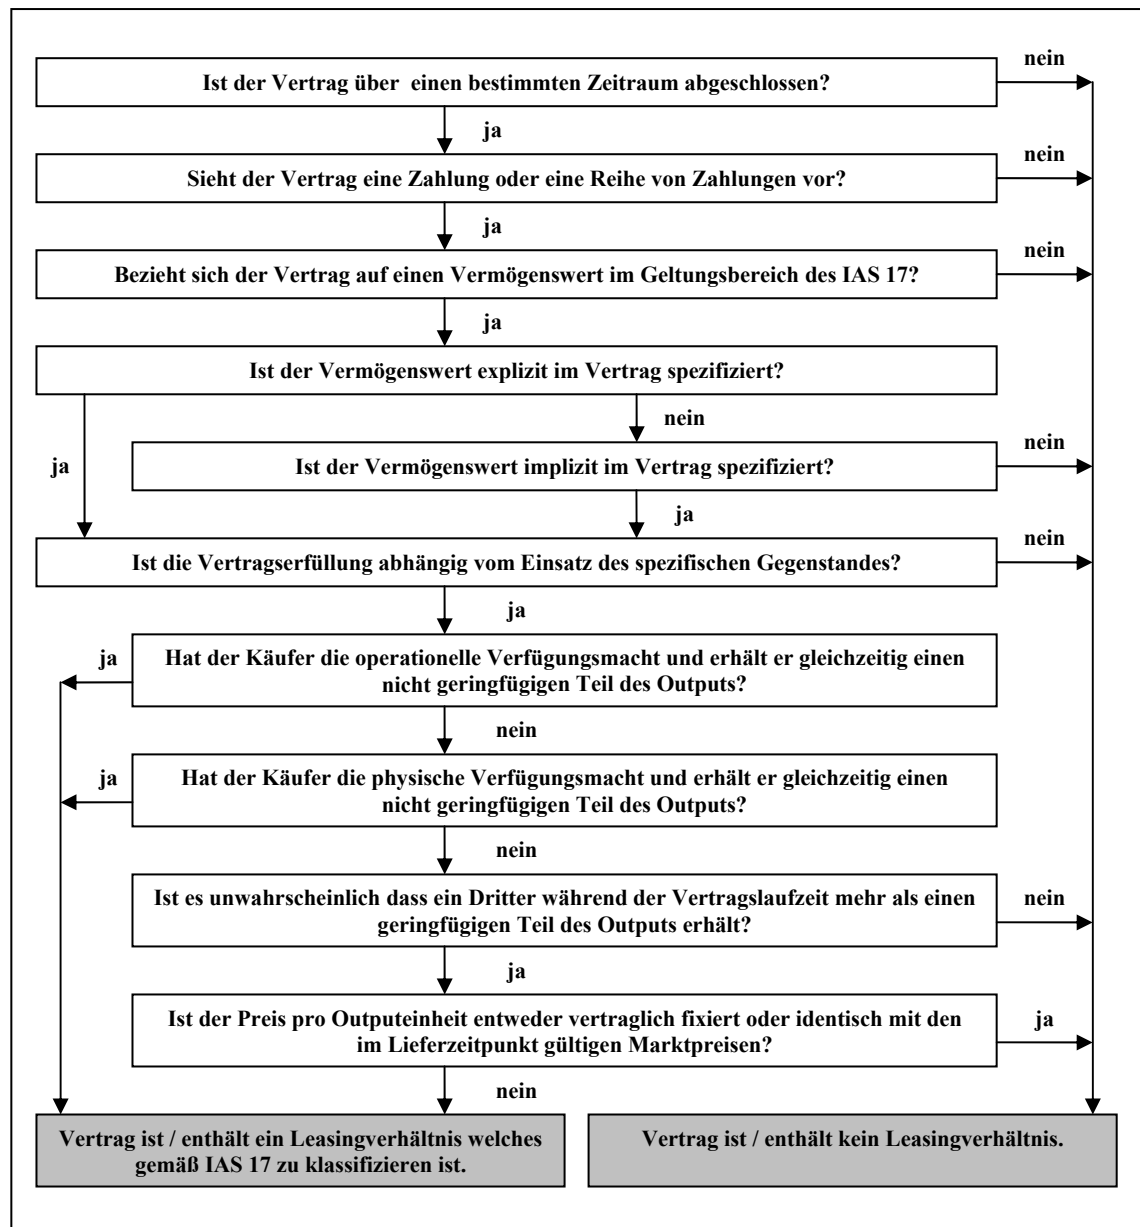 nein
Ist der Vertrag über einen bestimmten Zeitraum abgeschlossen?
ja
nein
Sieht der Vertrag eine Zahlung oder eine Reihe von Zahlungen vor?
ja
nein
Bezieht sich der Vertrag auf einen Vermögenswert im Geltungsbereich des IAS 17?
ja
Ist der Vermögenswert explizit im Vertrag spezifiziert?
nein
ja
nein
Ist der Vermögenswert implizit im Vertrag spezifiziert?
ja
nein
Ist die Vertragserfüllung abhängig vom Einsatz des spezifischen Gegenstandes?
ja
ja
Hat der Käufer die operationelle Verfügungsmacht und erhält er gleichzeitig einen
nicht geringfügigen Teil des Outputs?
nein
ja
Hat der Käufer die physische Verfügungsmacht und erhält er gleichzeitig einen
nicht geringfügigen Teil des Outputs?
nein
Ist es unwahrscheinlich dass ein Dritter während der Vertragslaufzeit mehr als einen
geringfügigen Teil des Outputs erhält?
nein
ja
Ist der Preis pro Outputeinheit entweder vertraglich fixiert oder identisch mit den
im Lieferzeitpunkt gültigen Marktpreisen?
ja
nein
Vertrag ist / enthält ein Leasingverhältnis welches
gemäß IAS 17 zu klassifizieren ist.
Vertrag ist / enthält kein Leasingverhältnis.